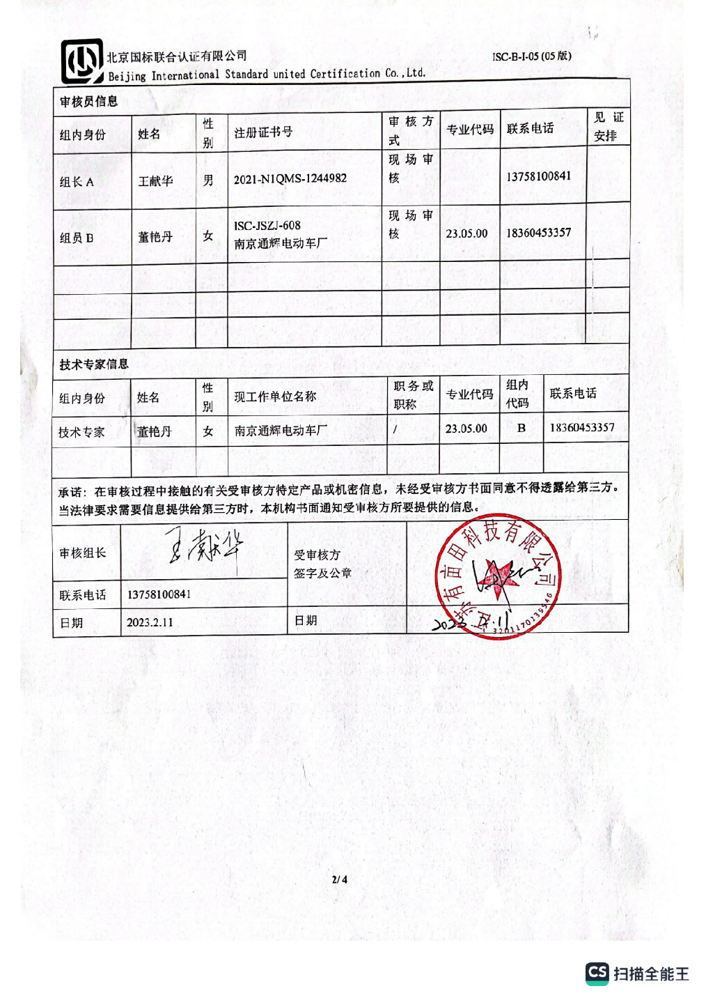 北京国标联合认证有限公司
ISC-B-I-05 (05 版)
Beijing International Standard united Certification Co.,Ltd.
审核员信息
组内身份 姓名 性别 注册证书号 审核方式 专业代码 联系电话 见证安排
组长 A 王献华 男 2021-N1QMS-1244982 现场审核 13758100841
组员 B 董艳丹 女 ISC-JSZJ-608 南京通辉电动车厂 现场审核 23.05.00 18360453357
技术专家信息
组内身份 姓名 性别 现工作单位名称 职务或职称 专业代码 组内代码 联系电话
技术专家 董艳丹 女 南京通辉电动车厂 / 23.05.00 B 18360453357
承诺：在审核过程中接触的有关受审核方特定产品或机密信息，未经受审核方书面同意不得透露给第三方。
当法律要求需要信息提供给第三方时，本机构书面通知受审核方所要提供的信息。
审核组长 王献华
受审核方
签字及公章
江苏有亩田科技有限公司
3201170139546
联系电话 13758100841
日期 2023.2.11
日期 2023.2.11
2/4
CS 扫描全能王